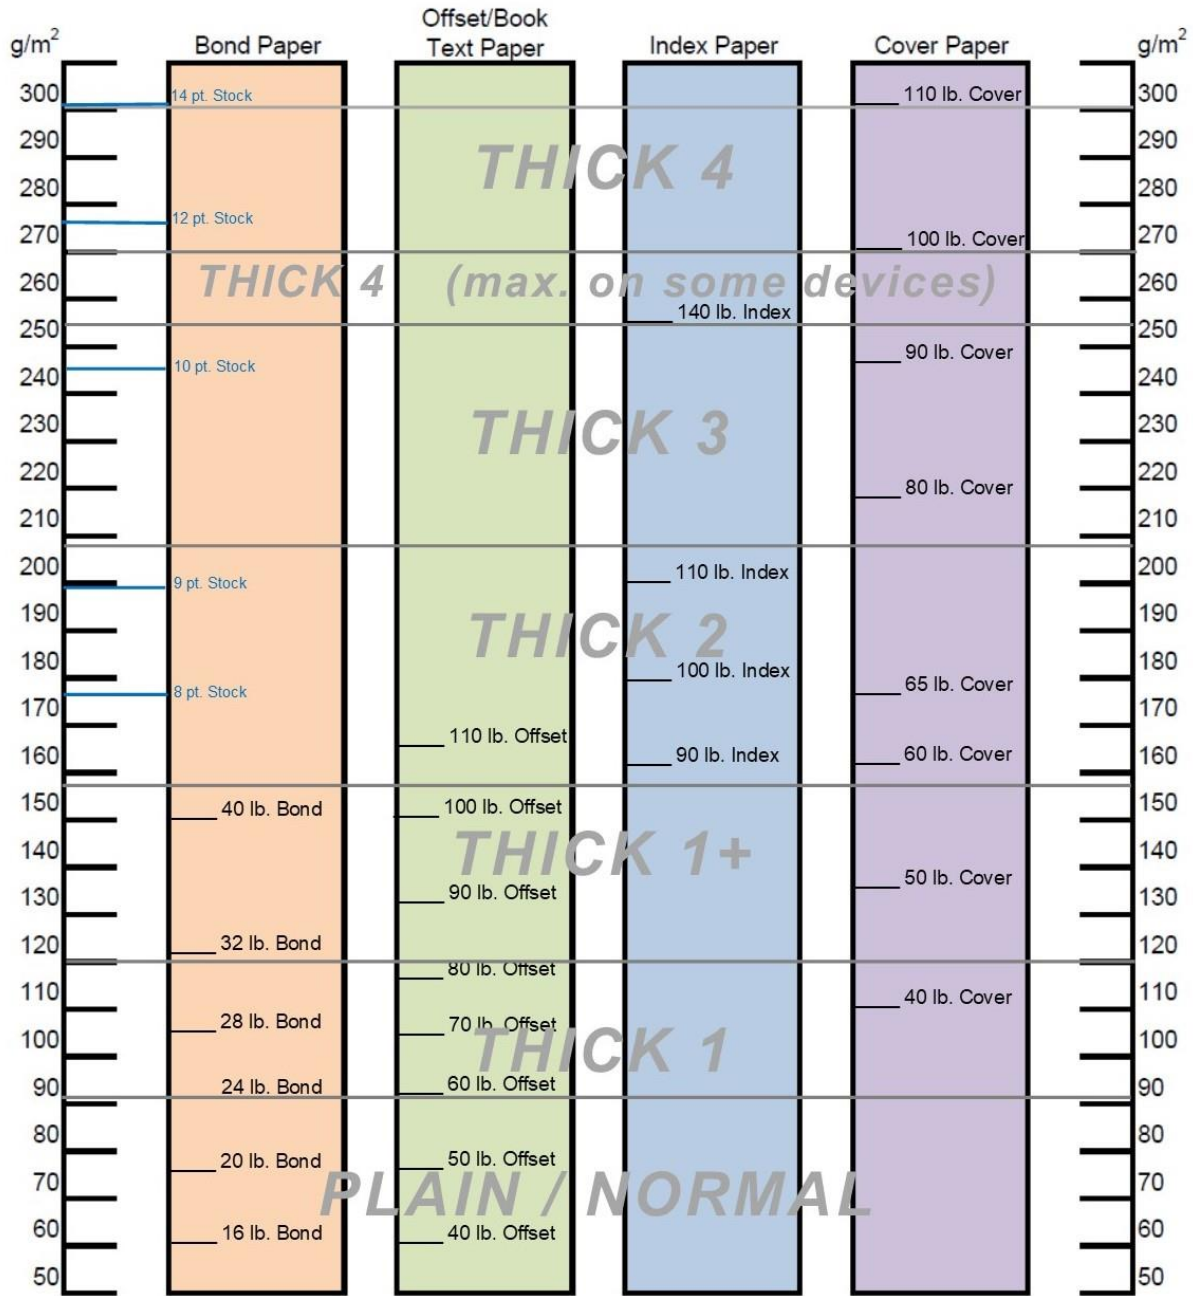 Offset/Book
g/m² Bond Paper Text Paper Index Paper Cover Paper g/m²
300 14 pt. Stock 110 lb. Cover 300
290 THICK 4 290
280 280
12 pt. Stock
270 100 lb. Cover 270
260 THICK 4 (max. on some devices) 260
140 lb. Index
250 250
90 lb. Cover
10 pt. Stock
240 240
230 THICK 3 230
220 80 lb. Cover 220
210 210
200 110 lb. Index 200
9 pt. Stock
190 190
THICK 2
180 100 lb. Index 180
8 pt. Stock 65 lb. Cover
170 170
110 lb. Offset
160 90 lb. Index 60 lb. Cover 160
150 40 lb. Bond 100 lb. Offset 150
140 THICK 1+ 140
130 90 lb. Offset 50 lb. Cover 130
120 32 lb. Bond 120
80 lb. Offset
110 40 lb. Cover 110
28 lb. Bond 70 lb. Offset
100 THICK 1 100
90 24 lb. Bond 60 lb. Offset 90
80 80
20 lb. Bond 50 lb. Offset
70 PLAIN / NORMAL 70
60 16 lb. Bond 40 lb. Offset 60
50 50